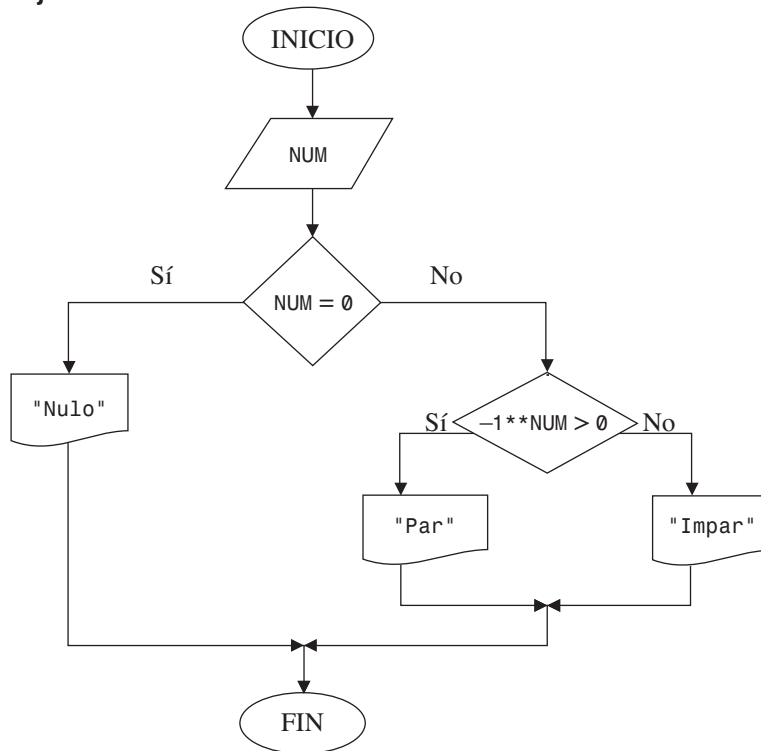 INICIO
NUM
Sí
No
NUM = 0
"Nulo"
Sí
–1**NUM > 0
No
"Par"
"Impar"
FIN